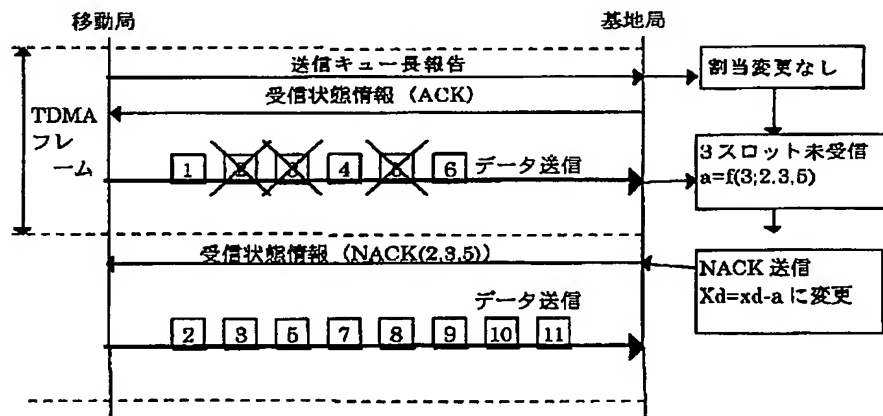 移動局
基地局
送信キュー長報告
割当変更なし
受信状態情報（ACK）
TDMA
フレ
ーム
1 2 3 4 5 6 データ送信
3スロット未受信
a=f(3;2,3,5)
受信状態情報（NACK(2,3,5)）
NACK 送信
Xd=xd-a に変更
データ送信
2 3 5 7 8 9 10 11